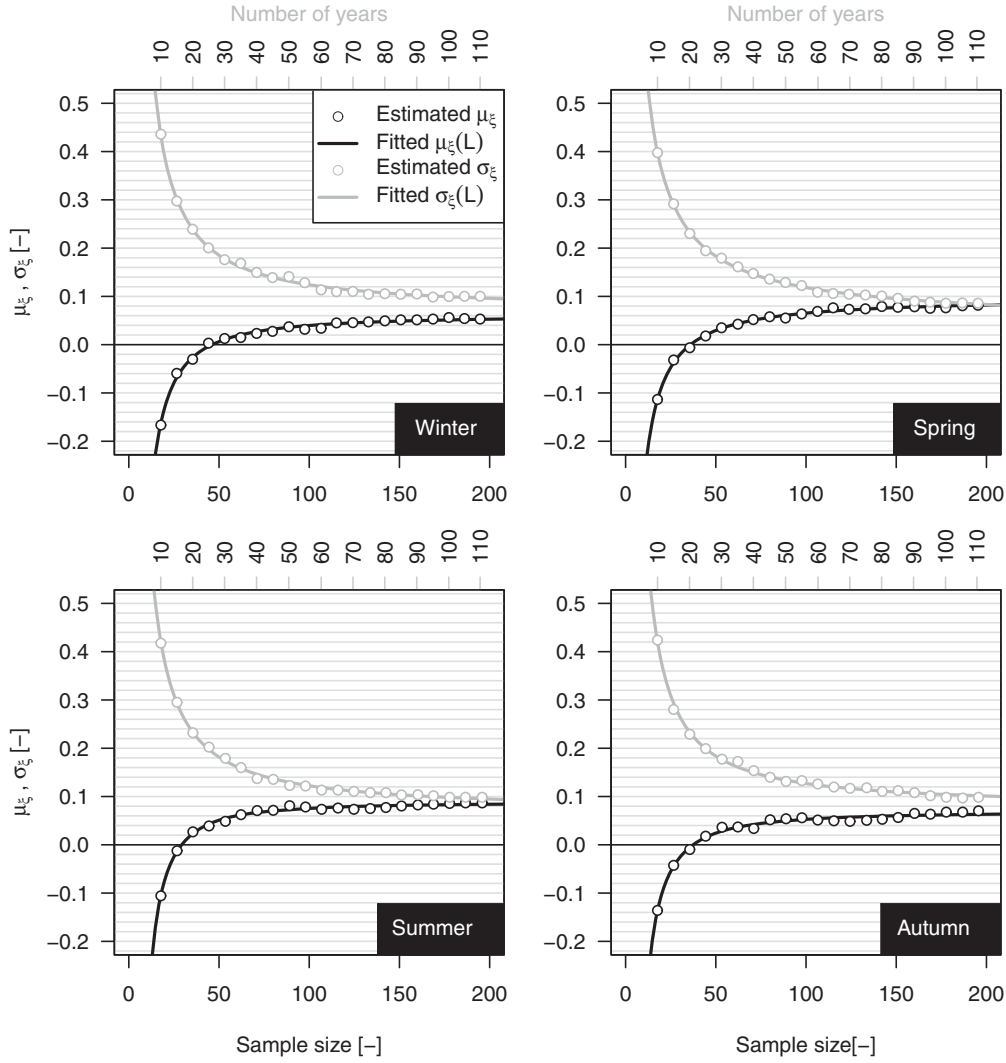 Number of years
Number of years
10 20 30 40 50 60 70 80 90 100 110
10 20 30 40 50 60 70 80 90 100 110
0.5
0.4
0.3
0.2
0.1
0.0
−0.1
−0.2
μξ , σξ [−]
Estimated μξ
Fitted μξ(L)
Estimated σξ
Fitted σξ(L)
Winter
0 50 100 150 200
0.5
0.4
0.3
0.2
0.1
0.0
−0.1
−0.2
Spring
0 50 100 150 200
10 20 30 40 50 60 70 80 90 100 110
10 20 30 40 50 60 70 80 90 100 110
0.5
0.4
0.3
0.2
0.1
0.0
−0.1
−0.2
μξ , σξ [−]
Summer
0 50 100 150 200
Sample size [−]
0.5
0.4
0.3
0.2
0.1
0.0
−0.1
−0.2
Autumn
0 50 100 150 200
Sample size[−]